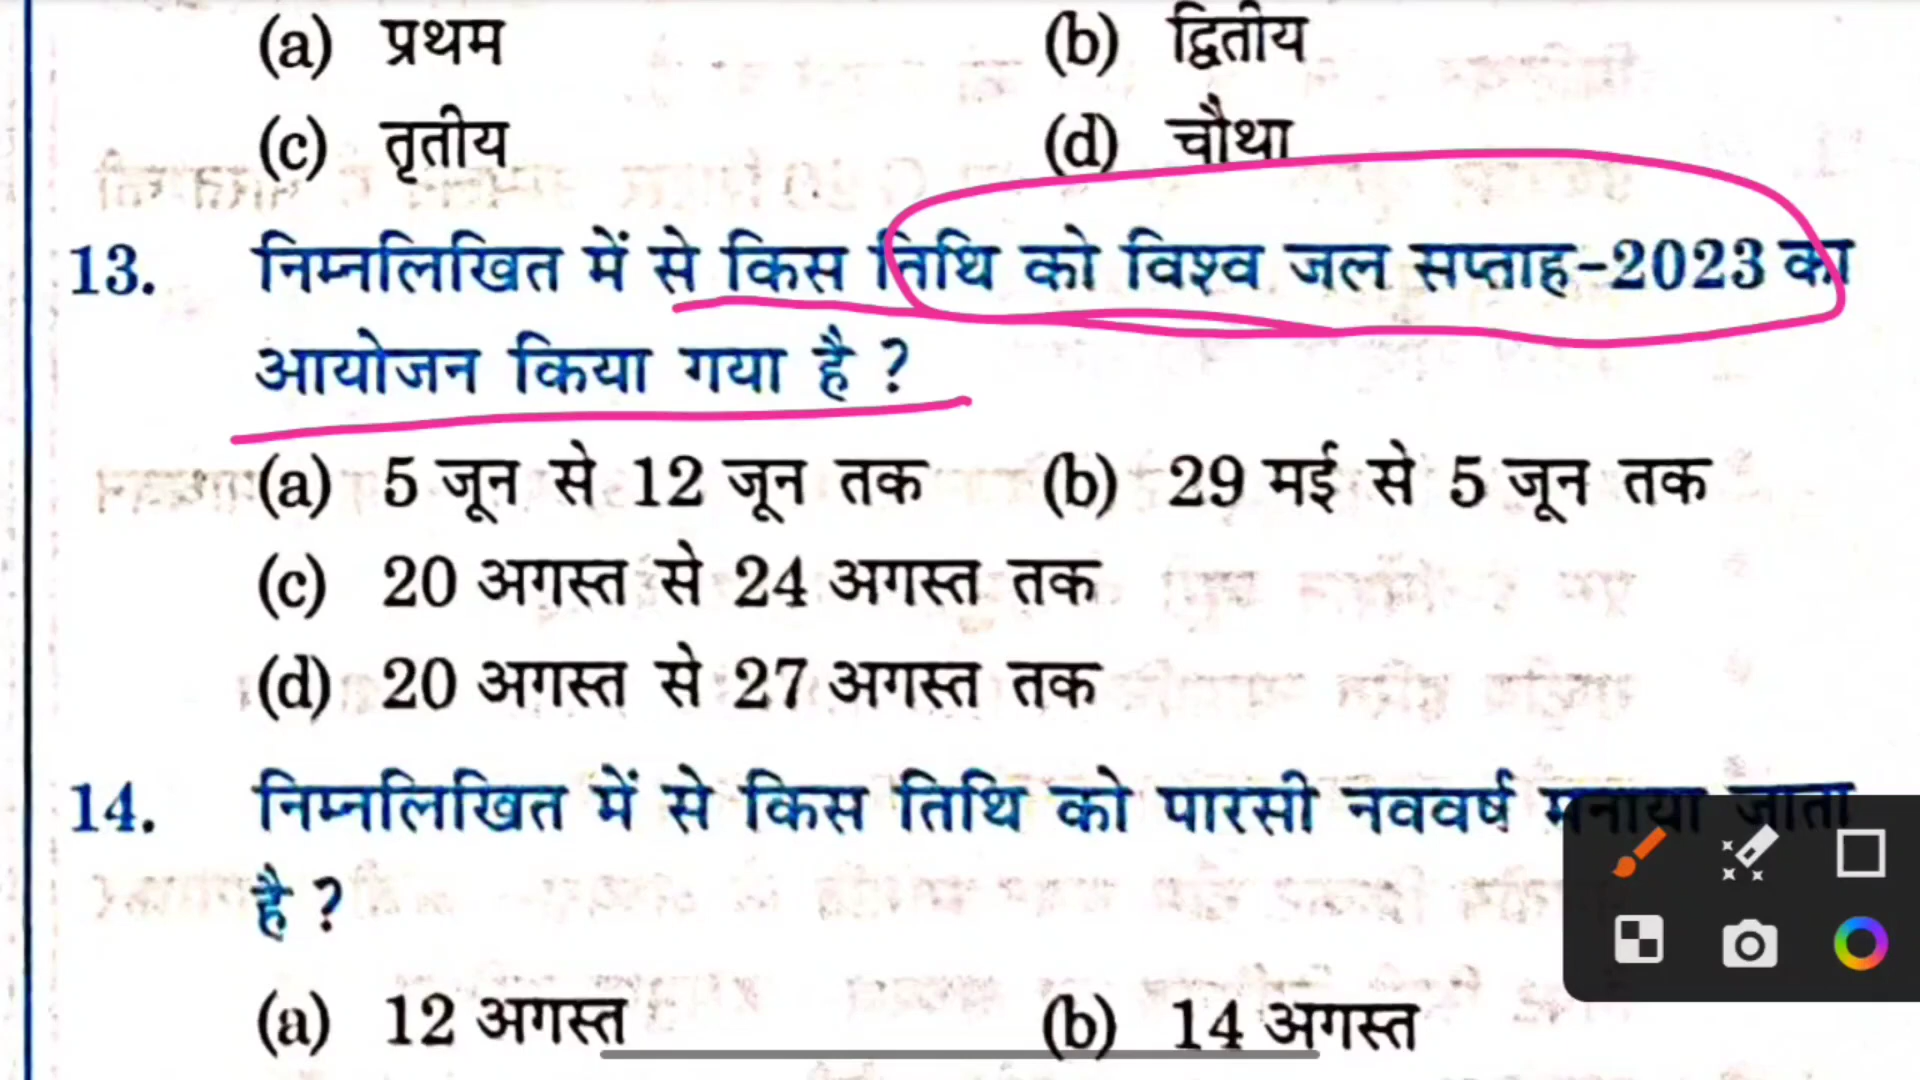 (a) प्रथम (b) द्वितीय
(c) तृतीय (d) चौथा
13. निम्नलिखित में से किस तिथि को विश्व जल सप्ताह-2023 का
आयोजन किया गया है ?
(a) 5 जून से 12 जून तक (b) 29 मई से 5 जून तक
(c) 20 अगस्त से 24 अगस्त तक
(d) 20 अगस्त से 27 अगस्त तक
14. निम्नलिखित में से किस तिथि को पारसी नववर्ष मनाया जाता
है ?
(a) 12 अगस्त (b) 14 अगस्त